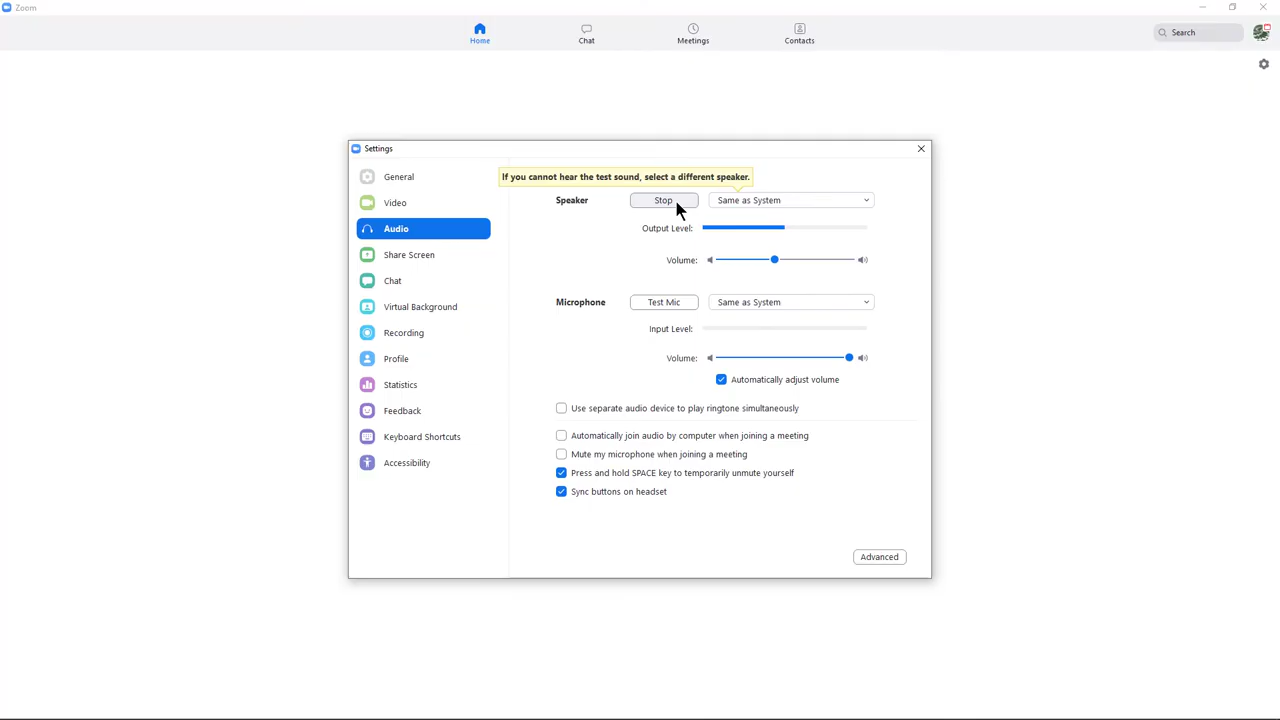 Zoom
Home
Chat
Meetings
Contacts
Search
Settings
General
Video
Audio
Share Screen
Chat
Virtual Background
Recording
Profile
Statistics
Feedback
Keyboard Shortcuts
Accessibility
If you cannot hear the test sound, select a different speaker.
Speaker Stop Same as System
Output Level:
Volume:
Microphone Test Mic Same as System
Input Level:
Volume:
Automatically adjust volume
Use separate audio device to play ringtone simultaneously
Automatically join audio by computer when joining a meeting
Mute my microphone when joining a meeting
Press and hold SPACE key to temporarily unmute yourself
Sync buttons on headset
Advanced